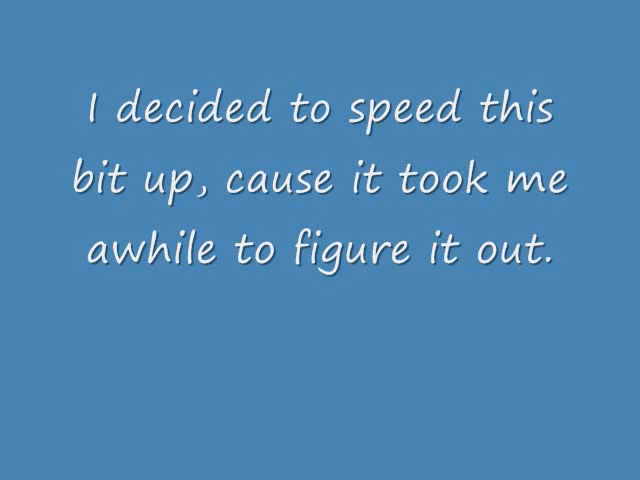 I decided to speed this
bit up, cause it took me
awhile to figure it out.